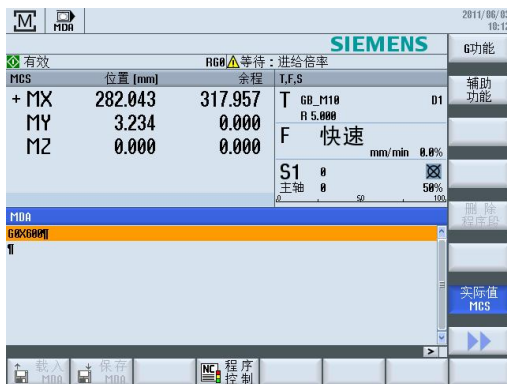 M
MDA
2011/06/03
10:12
SIEMENS
G功能
有效
RG0 等待:进给倍率
MCS 位置 [mm] 余程 T,F,S
辅助
功能
+ MX 282.043 317.957
T GB_M10 D1
R 5.000
MY 3.234 0.000
F 快速
mm/min 0.0%
MZ 0.000 0.000
S1 0
主轴 0 50%
0 50 100
删除
程序段
MDA
G0X600¶
¶
实际值
MCS
载入
MDA
保存
MDA
NC
程序
控制